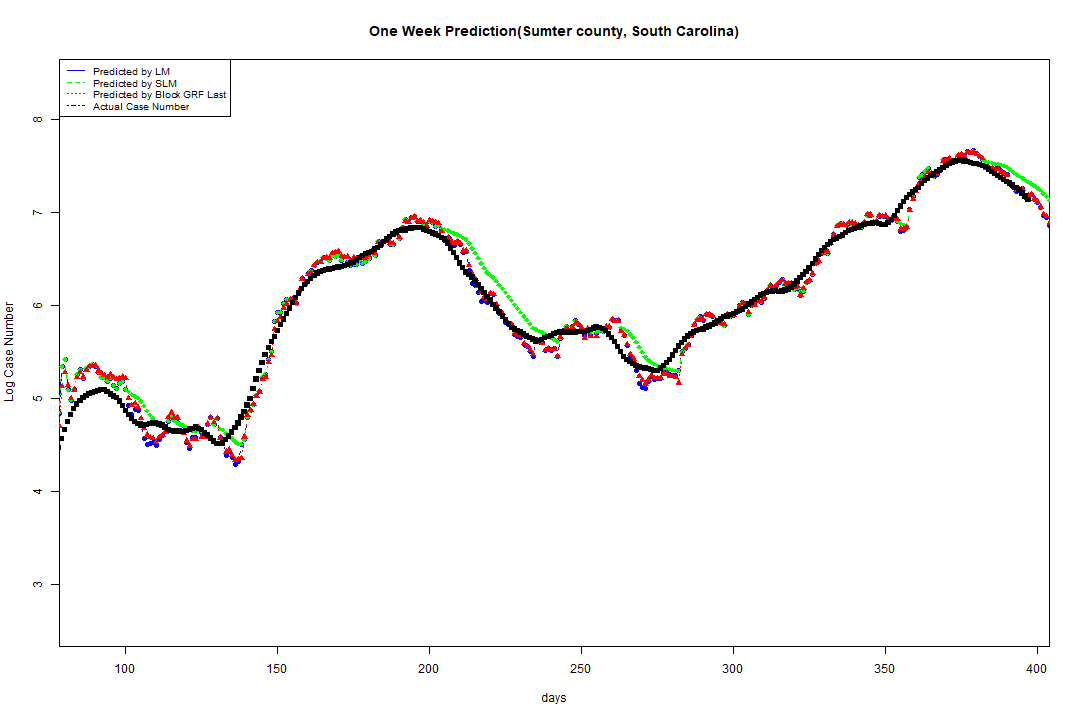 One Week Prediction(Sumter county, South Carolina)
Predicted by LM
Predicted by SLM
Predicted by Block GRF Last
Actual Case Number
Log Case Number
8
7
6
5
4
3
100 150 200 250 300 350 400
days